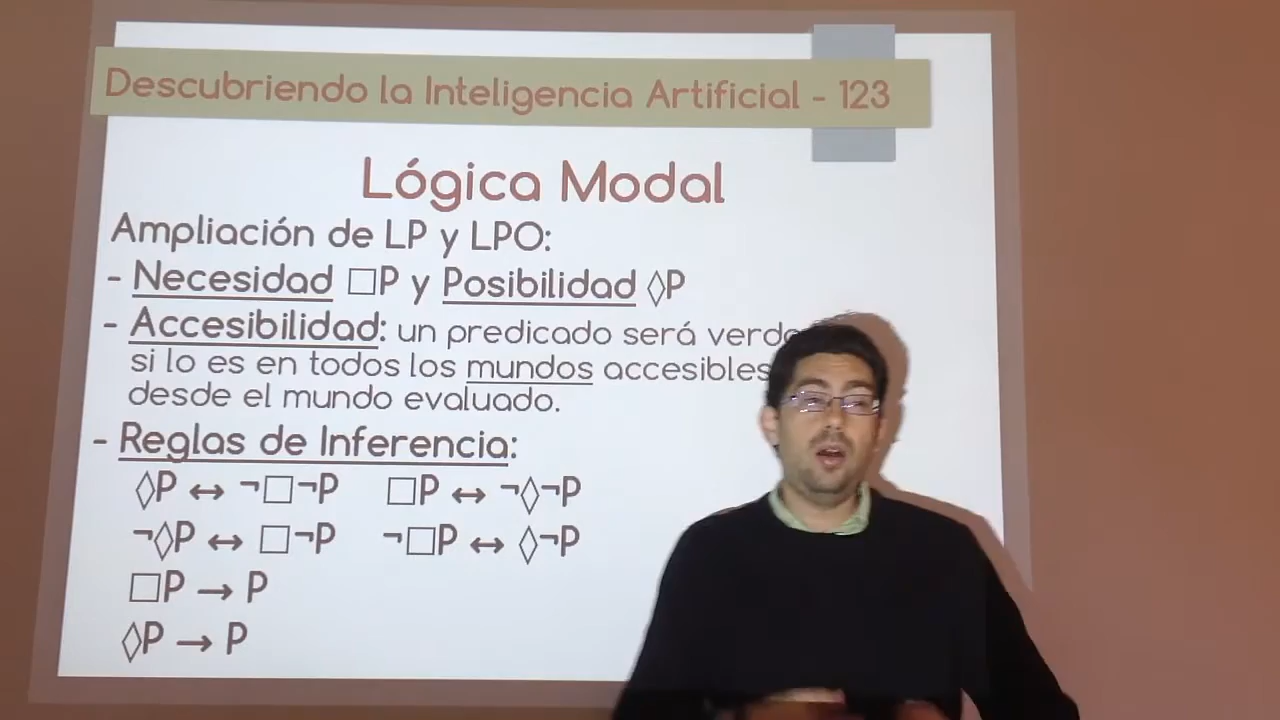 Descubriendo la Inteligencia Artificial - 123
Lógica Modal
Ampliación de LP y LPO:
- Necesidad □P y Posibilidad ◊P
- Accesibilidad: un predicado será
si lo es en todos los mundos accesibles
desde el mundo evaluado.
- Reglas de Inferencia:
◊P ↔ ¬□¬P □P ↔ ¬◊¬P
¬◊P ↔ □¬P ¬□P ↔ ◊¬P
□P → P
◊P → P